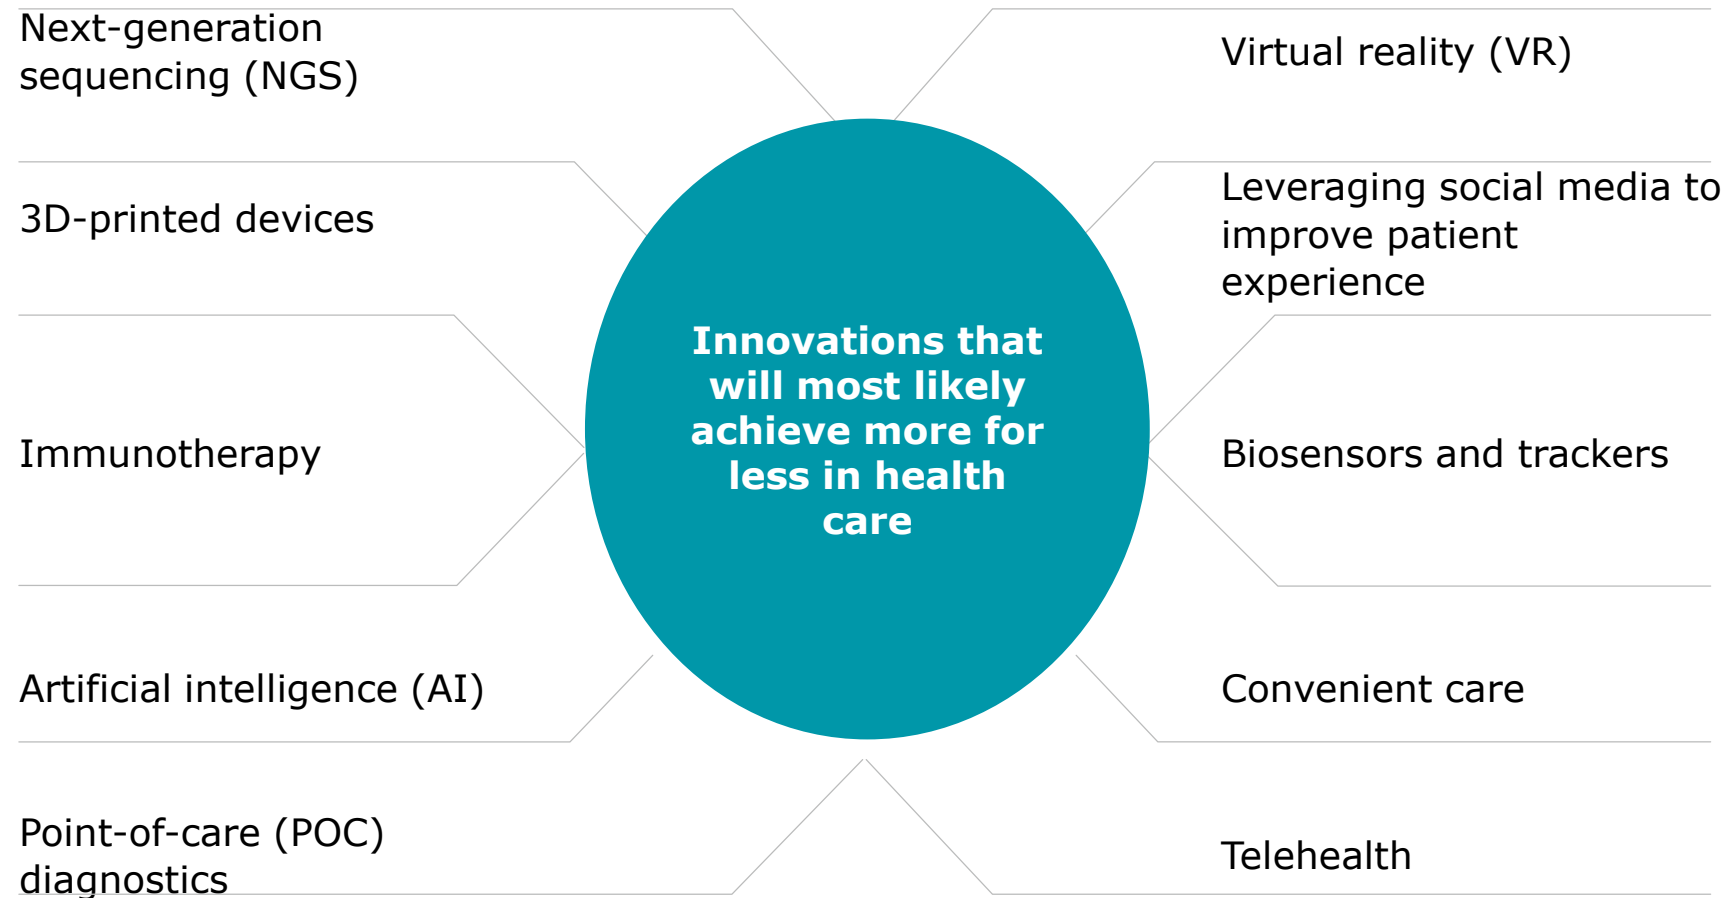 Next-generation
sequencing (NGS)
3D-printed devices
Immunotherapy
Artificial intelligence (AI)
Point-of-care (POC)
diagnostics
Innovations that
will most likely
achieve more for
less in health
care
Virtual reality (VR)
Leveraging social media to
improve patient
experience
Biosensors and trackers
Convenient care
Telehealth